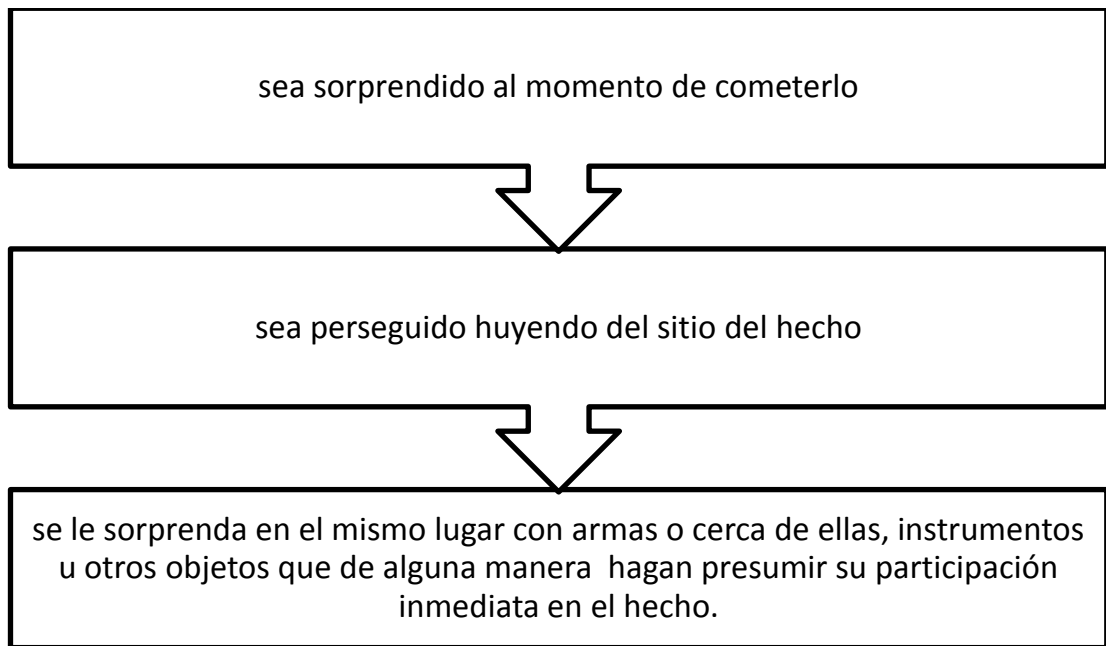 sea sorprendido al momento de cometerlo
sea perseguido huyendo del sitio del hecho
se le sorprenda en el mismo lugar con armas o cerca de ellas, instrumentos
u otros objetos que de alguna manera  hagan presumir su participación
inmediata en el hecho.